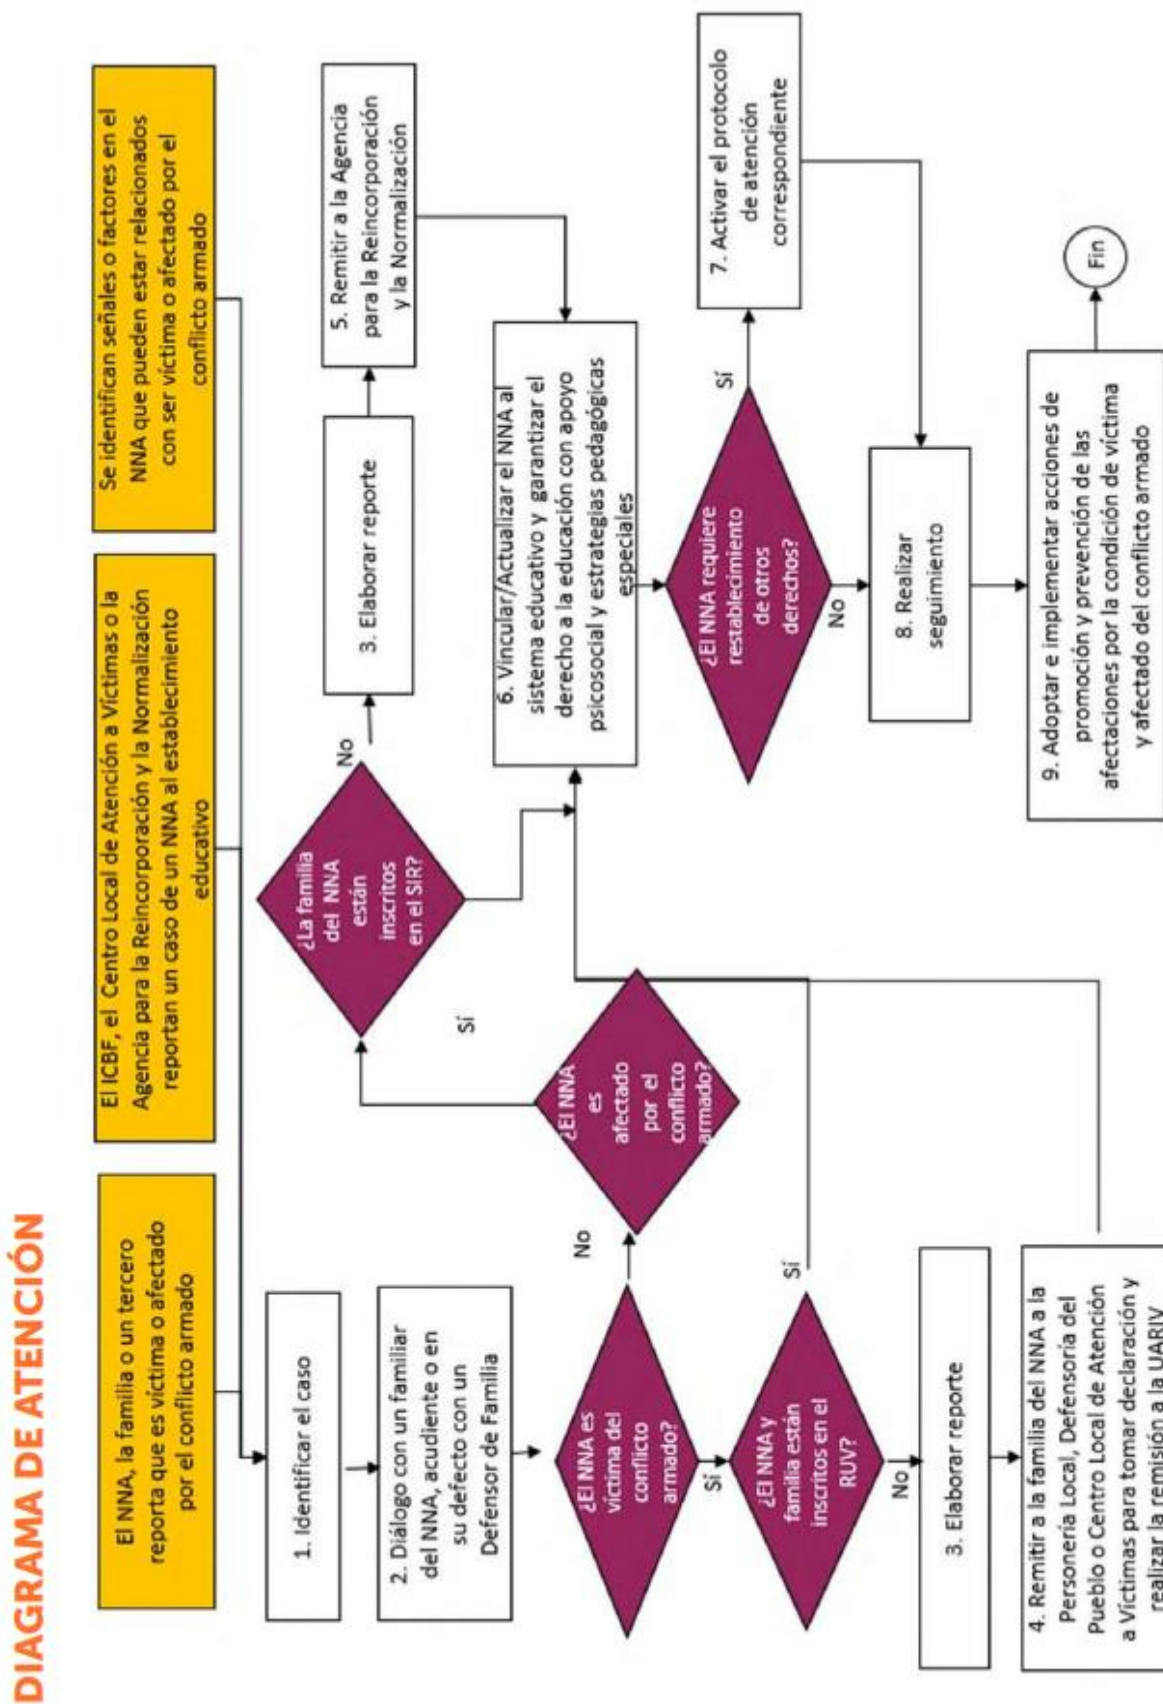 DIAGRAMA DE ATENCIÓN
El NNA, la familia o un tercero
reporta que es víctima o afectado
por el conflicto armado
El ICBF, el Centro Local de Atención a Víctimas o la
Agencia para la Reincorporación y la Normalización
reportan un caso de un NNA al establecimiento
educativo
Se identifican señales o factores en el
NNA que pueden estar relacionados
con ser víctima o afectado por el
conflicto armado
1. Identificar el caso
2. Diálogo con un familiar
del NNA, acudiente o en
su defecto con un
Defensor de Familia
¿El NNA es
víctima del
conflicto
armado?
No
Sí
¿El NNA y
familia están
inscritos en el
RUV?
Sí
No
3. Elaborar reporte
4. Remitir a la familia del NNA a la
Personería Local, Defensoría del
Pueblo o Centro Local de Atención
a Víctimas para tomar declaración y
realizar la remisión a la UARIV
¿El NNA
es
afectado
por el
conflicto
armado?
Sí
¿La familia
del NNA
están
inscritos
en el SIR?
No
3. Elaborar reporte
5. Remitir a la Agencia
para la Reincorporación
y la Normalización
6. Vincular/Actualizar el NNA al
sistema educativo y garantizar el
derecho a la educación con apoyo
psicosocial y estrategias pedagógicas
especiales
¿El NNA requiere
restablecimiento
de otros
derechos?
Sí
No
7. Activar el protocolo
de atención
correspondiente
8. Realizar
seguimiento
9. Adoptar e implementar acciones de
promoción y prevención de las
afectaciones por la condición de víctima
y afectado del conflicto armado
Fin